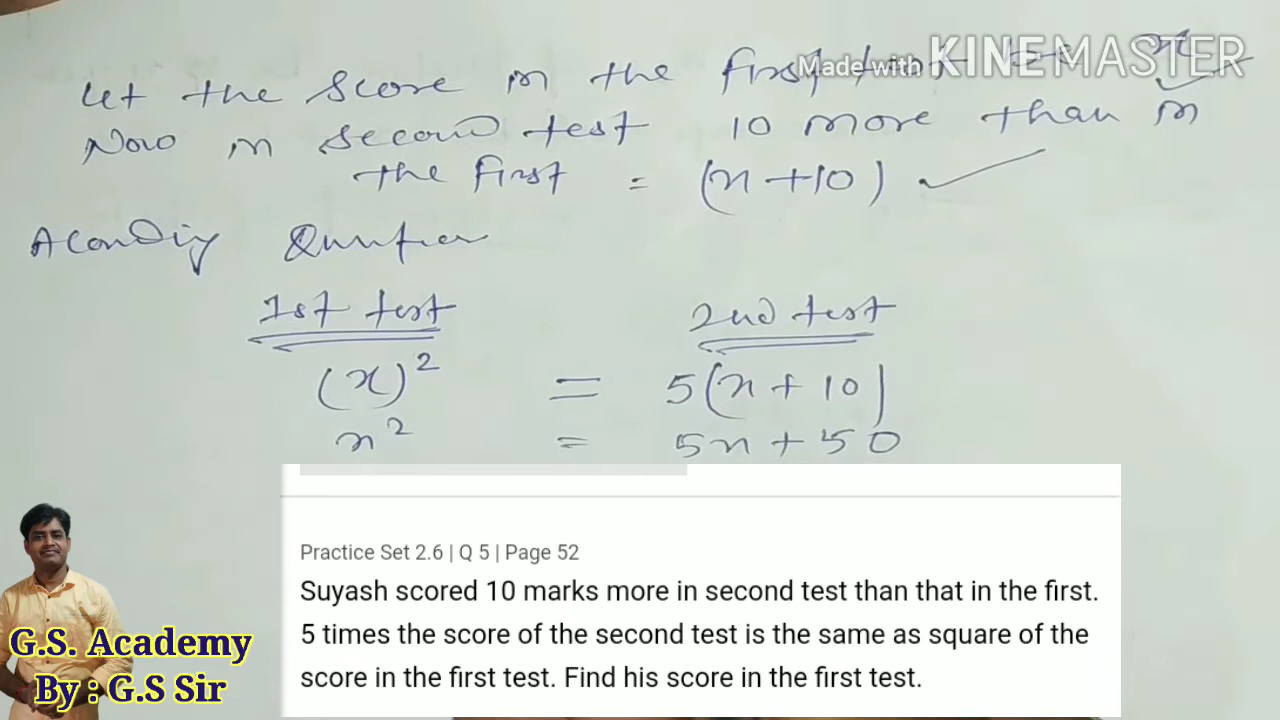 Let the score in the first test be x
Made with KINEMASTER
Now in second test 10 more than in
the first = (x+10)
According Question
1st test 2nd test
(x)² = 5(x+10)
x² = 5x+50
Practice Set 2.6 | Q 5 | Page 52
Suyash scored 10 marks more in second test than that in the first.
5 times the score of the second test is the same as square of the
score in the first test. Find his score in the first test.
G.S. Academy
By : G.S Sir